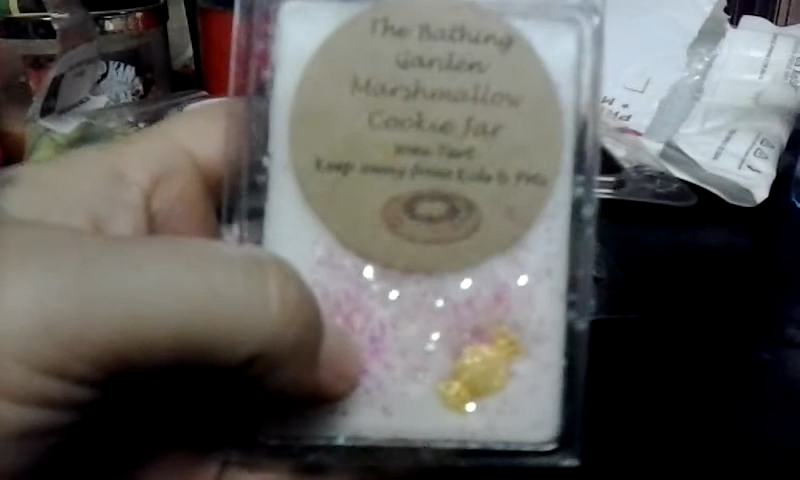 The Bathing
Garden
Marshmallow
Cookie Jar
Wax Tart
Keep away from Kids & Pets